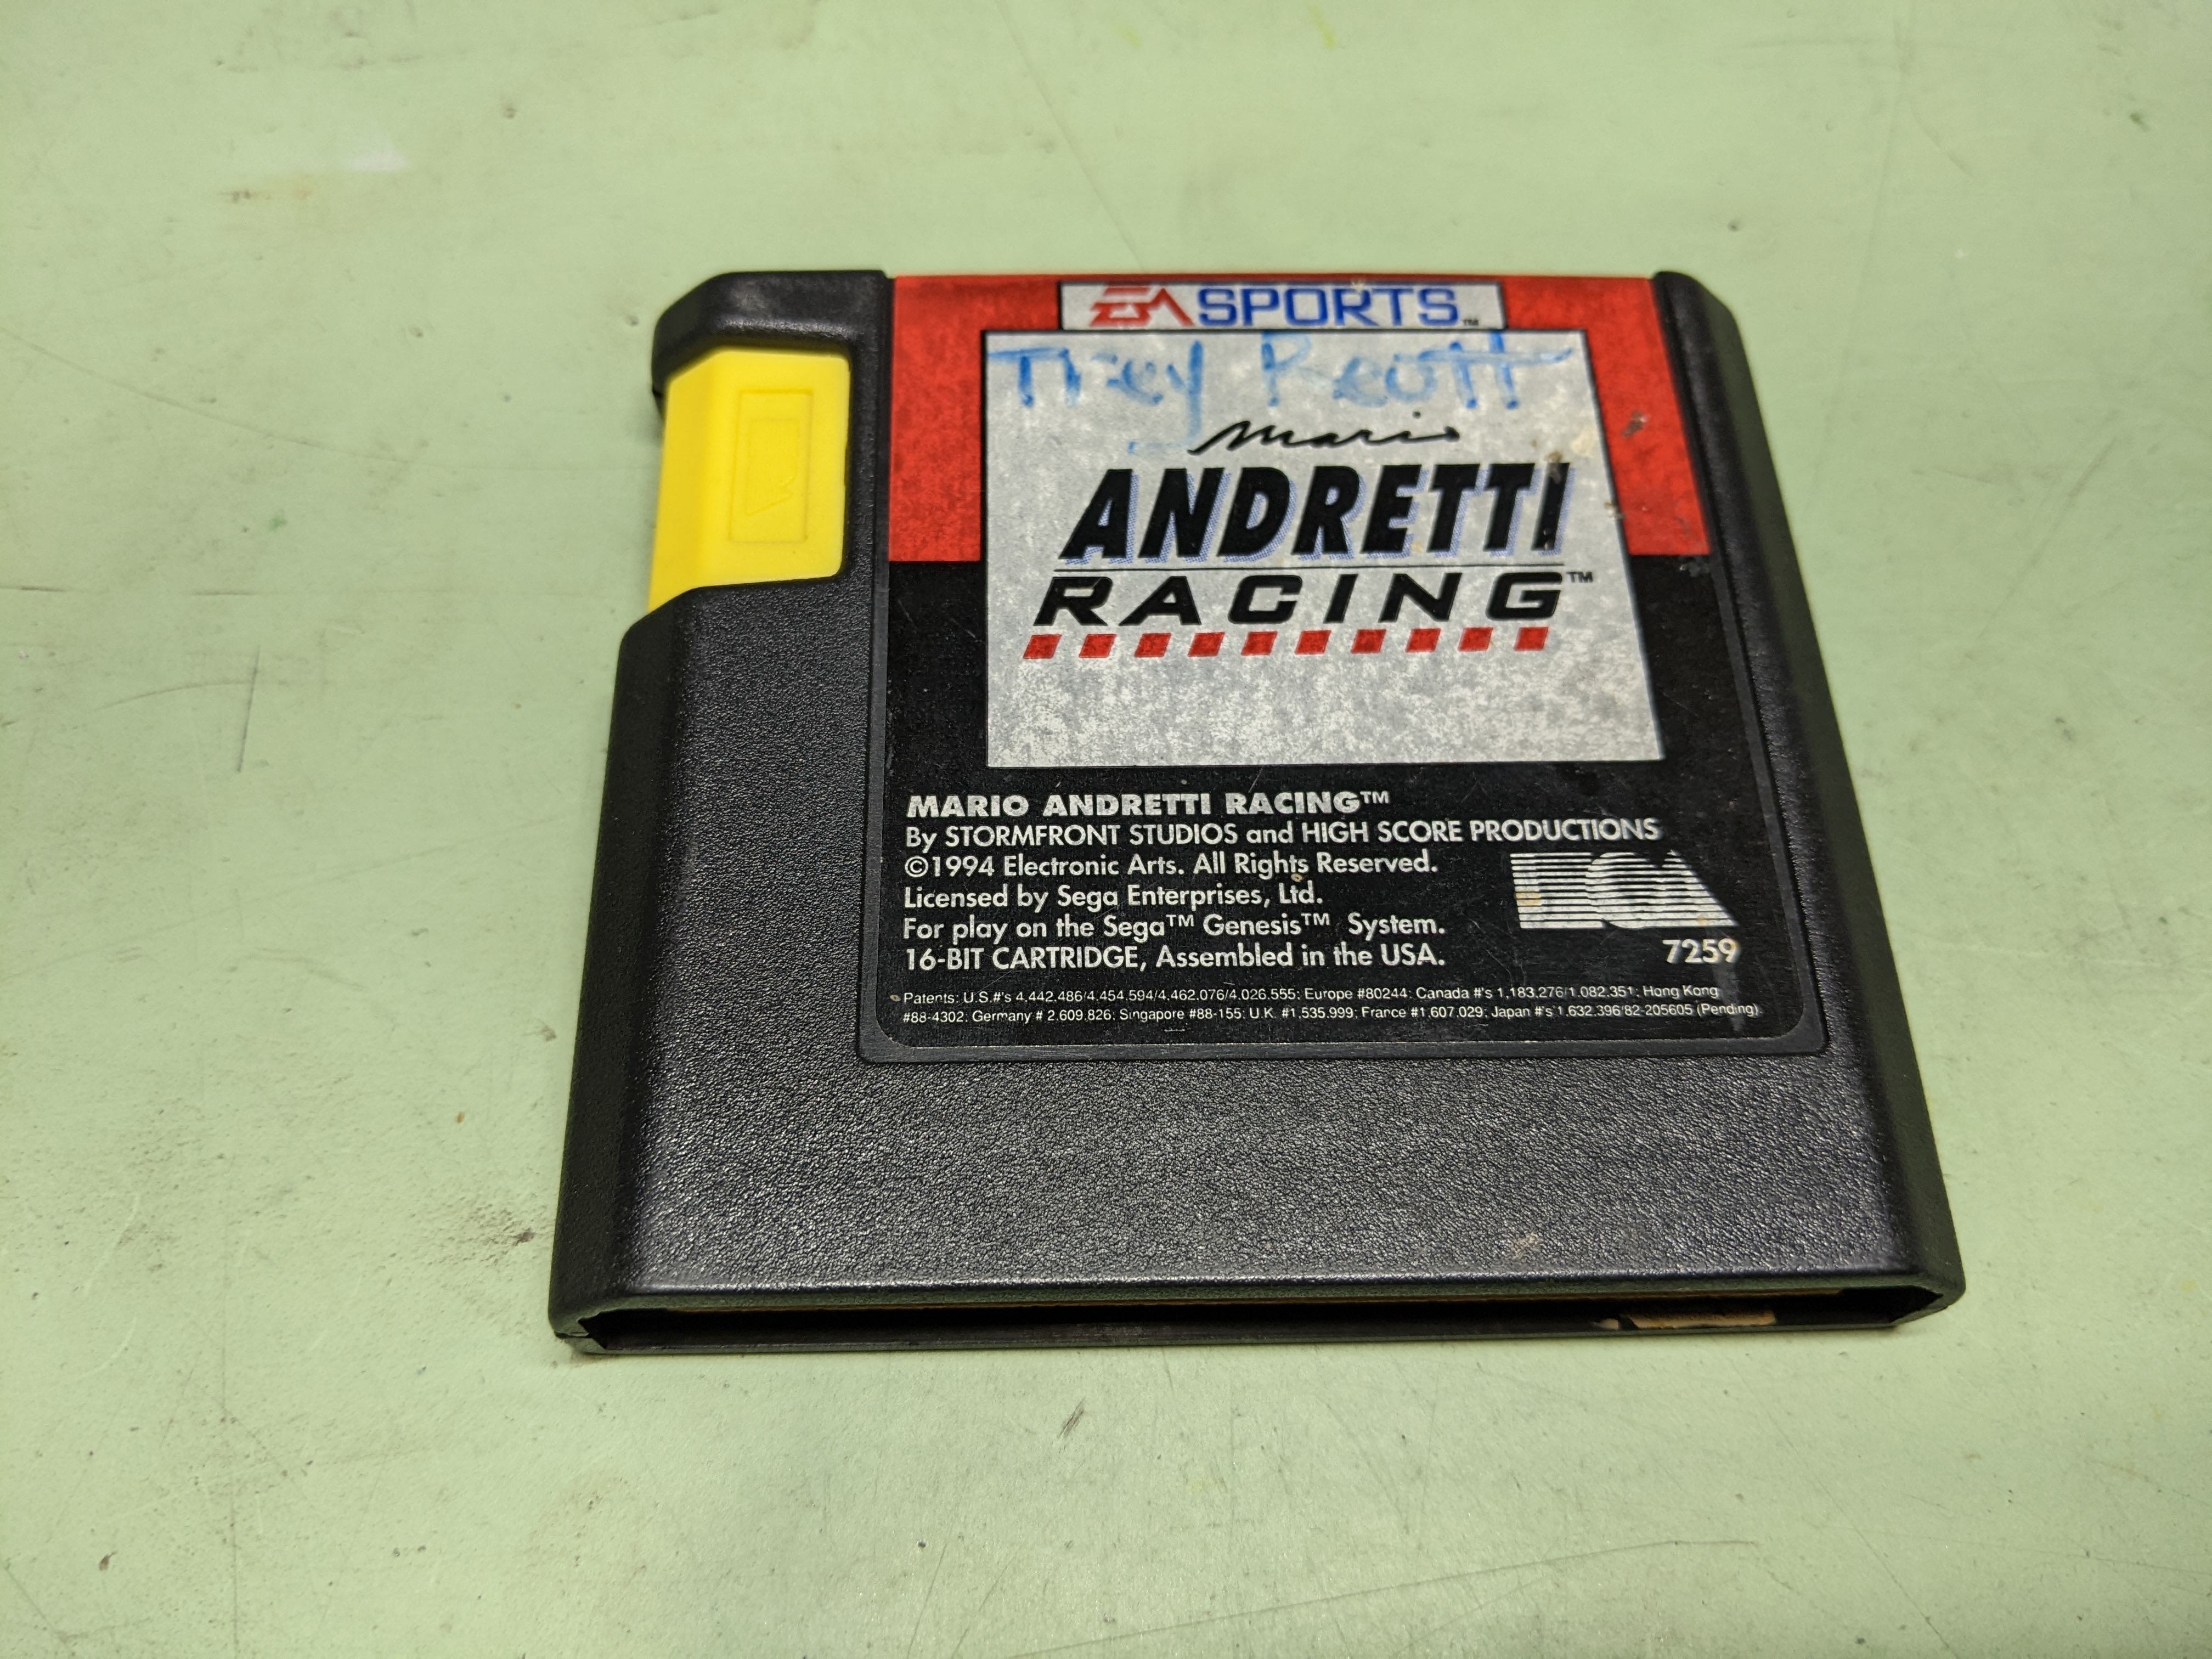 EA SPORTS™
Trey
Mario
ANDRETTI
RACING™
MARIO ANDRETTI RACING™
By STORMFRONT STUDIOS and HIGH SCORE PRODUCTIONS
©1994 Electronic Arts. All Rights Reserved.
Licensed by Sega Enterprises, Ltd.
For play on the Sega™ Genesis™ System.
16-BIT CARTRIDGE, Assembled in the USA.
EA
7259
Patents: U.S.#'s 4,442.486/4.454.594/4.462.076/4.026.555; Europe #80244; Canada #'s 1,183.276/1.082.351; Hong Kong
#88-4302; Germany # 2.609.826; Singapore #88-155; U.K. #1.535.999; France #1.607.029; Japan #'s 1.632.396/82-205605 (Pending)